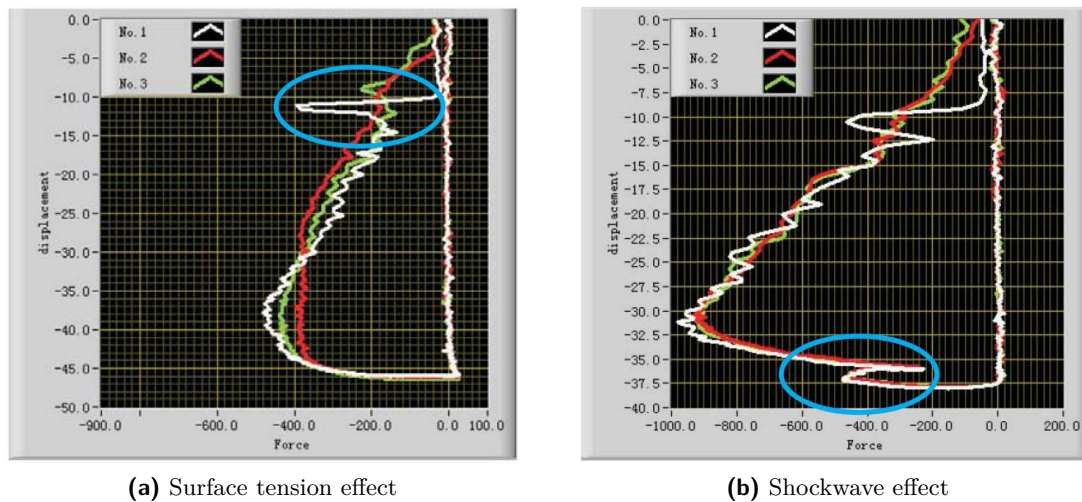 No.1
No.2
No.3
0.0
-5.0
-10.0
-15.0
-20.0
-25.0
-30.0
-35.0
-40.0
-45.0
-50.0
displacement
-900.0 -800.0 -600.0 -400.0 -200.0 0.0 100.0
Force
(a) Surface tension effect
No.1
No.2
No.3
0.0
-2.5
-5.0
-7.5
-10.0
-12.5
-15.0
-17.5
-20.0
-22.5
-25.0
-27.5
-30.0
-32.5
-35.0
-37.5
-40.0
displacement
-1000.0 -800.0 -600.0 -400.0 -200.0 0.0 200.0
Force
(b) Shockwave effect